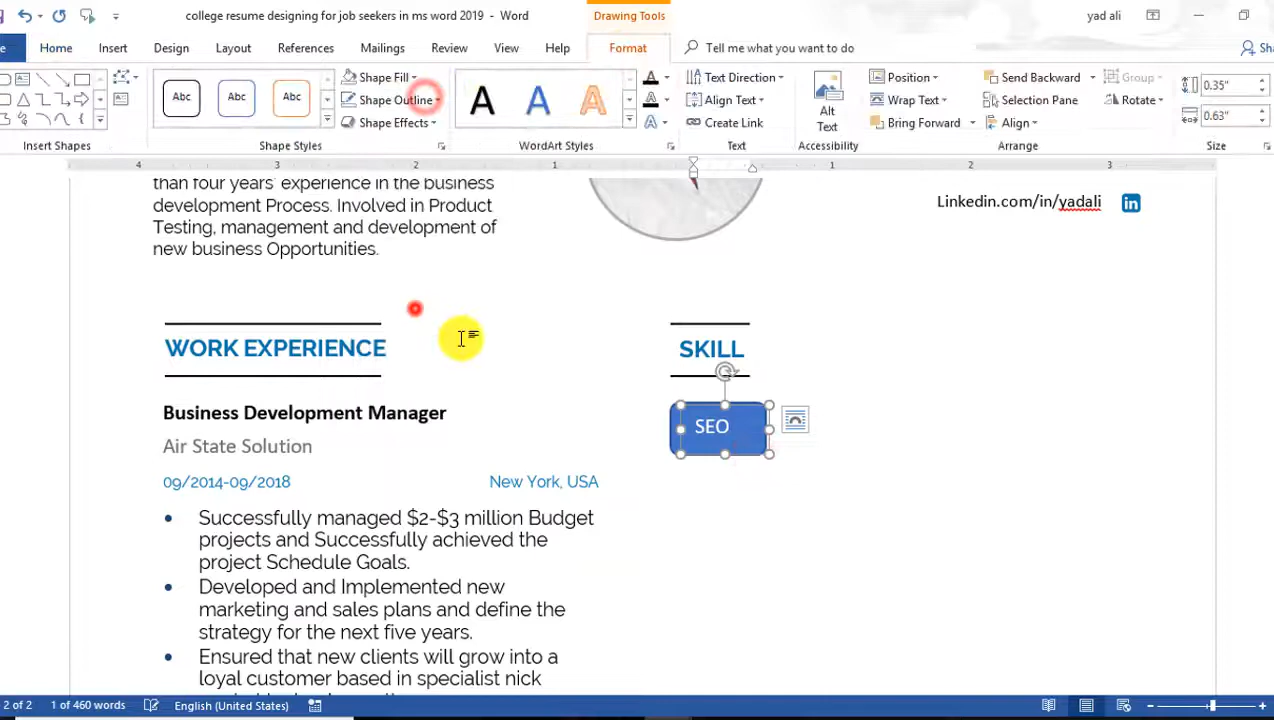 college resume designing for job seekers in ms word 2019 - Word
Drawing Tools
yad ali
Home
Insert
Design
Layout
References
Mailings
Review
View
Help
Format
Tell me what you want to do
Abc
Abc
Abc
Shape Fill
Shape Outline
Shape Effects
A
A
A
A
A
A
Text Direction
Align Text
Create Link
Alt
Text
Position
Wrap Text
Bring Forward
Send Backward
Selection Pane
Align
Group
Rotate
0.35"
0.63"
Insert Shapes
Shape Styles
WordArt Styles
Text
Accessibility
Arrange
Size
4
3
2
1
1
2
3
than four years' experience in the business
development Process. Involved in Product
Testing, management and development of
new business Opportunities.
Linkedin.com/in/yadali
in
WORK EXPERIENCE
SKILL
Business Development Manager
SEO
Air State Solution
09/2014-09/2018
New York, USA
• Successfully managed $2-$3 million Budget
projects and Successfully achieved the
project Schedule Goals.
• Developed and Implemented new
marketing and sales plans and define the
strategy for the next five years.
• Ensured that new clients will grow into a
loyal customer based in specialist nick
2 of 2
1 of 460 words
English (United States)